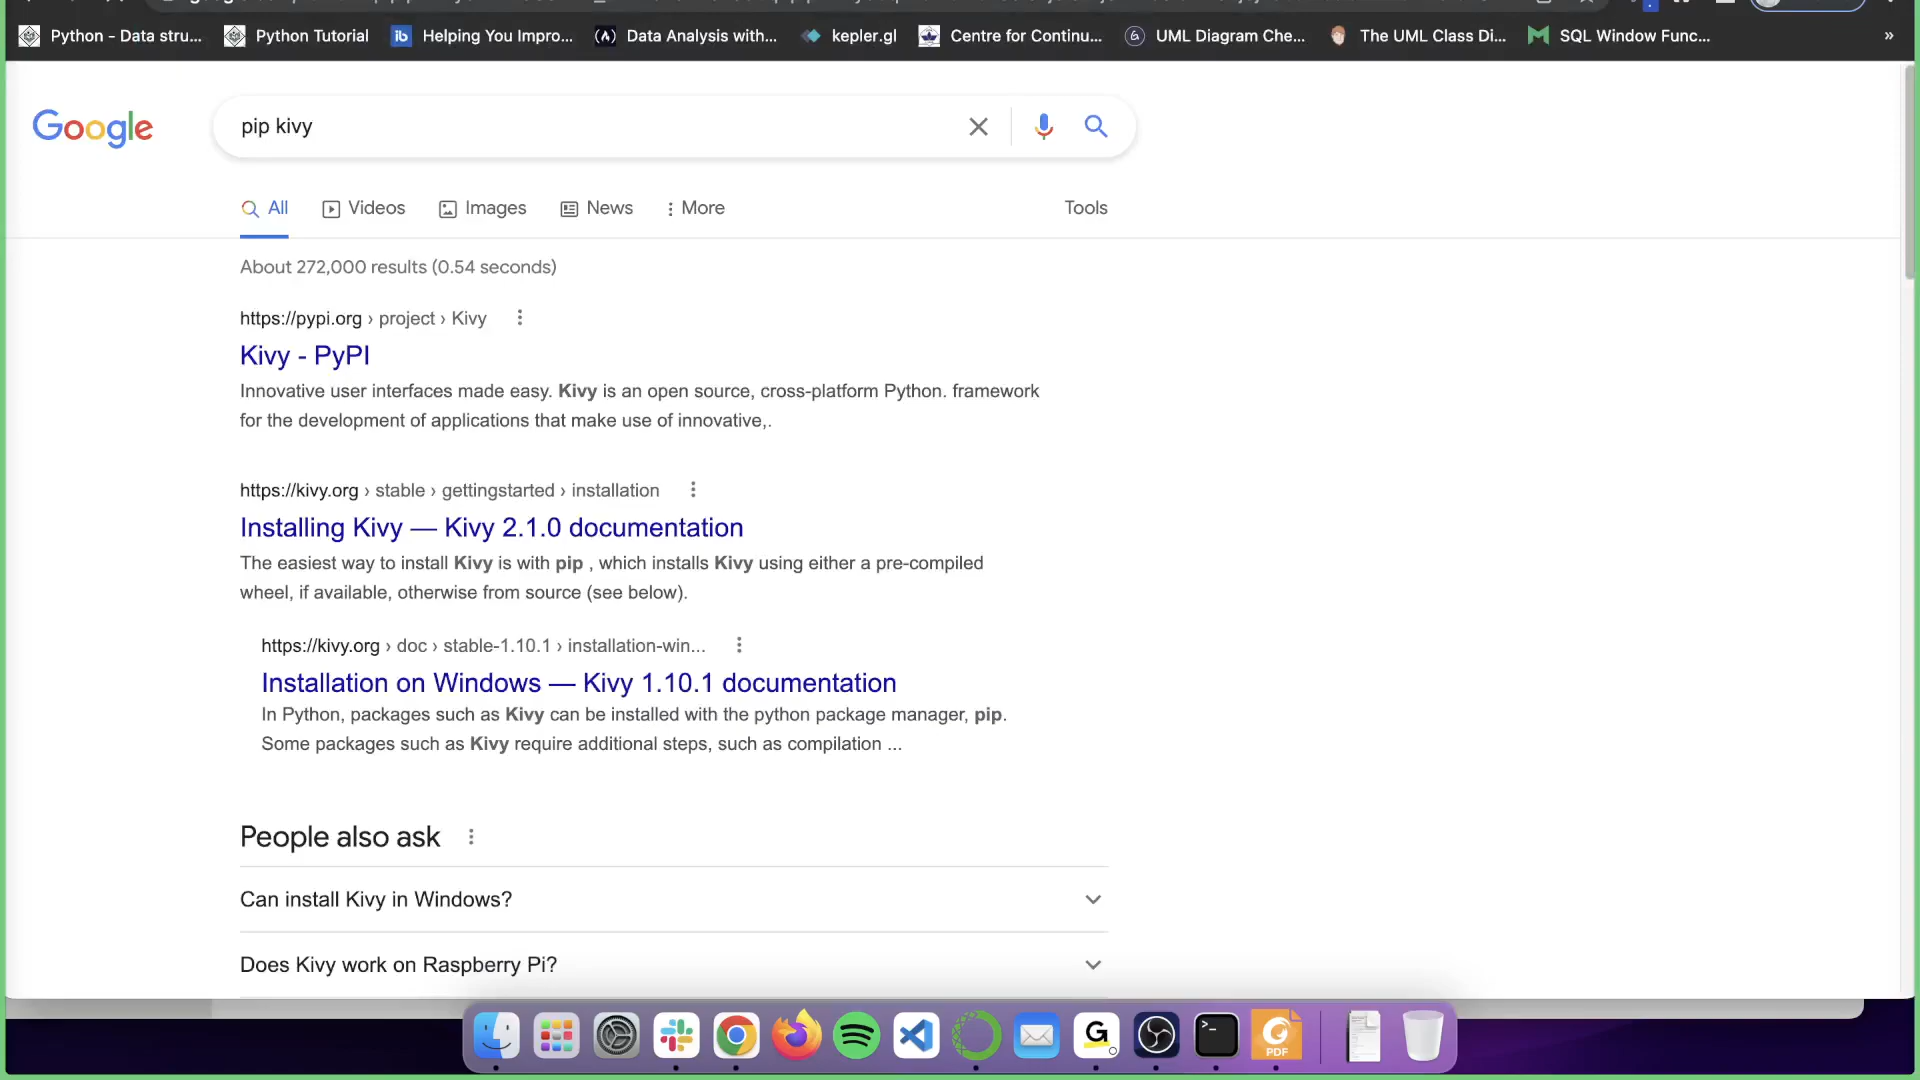 Python - Data stru... Python Tutorial ib Helping You Impro... (A) Data Analysis with... kepler.gl Centre for Continu... UML Diagram Che... The UML Class Di... SQL Window Func... »
Google
pip kivy
All Videos Images News More Tools
About 272,000 results (0.54 seconds)
https://pypi.org › project › Kivy
Kivy - PyPI
Innovative user interfaces made easy. Kivy is an open source, cross-platform Python. framework
for the development of applications that make use of innovative,.
https://kivy.org › stable › gettingstarted › installation
Installing Kivy — Kivy 2.1.0 documentation
The easiest way to install Kivy is with pip , which installs Kivy using either a pre-compiled
wheel, if available, otherwise from source (see below).
https://kivy.org › doc › stable-1.10.1 › installation-win...
Installation on Windows — Kivy 1.10.1 documentation
In Python, packages such as Kivy can be installed with the python package manager, pip.
Some packages such as Kivy require additional steps, such as compilation ...
People also ask
Can install Kivy in Windows?
Does Kivy work on Raspberry Pi?
G
PDF